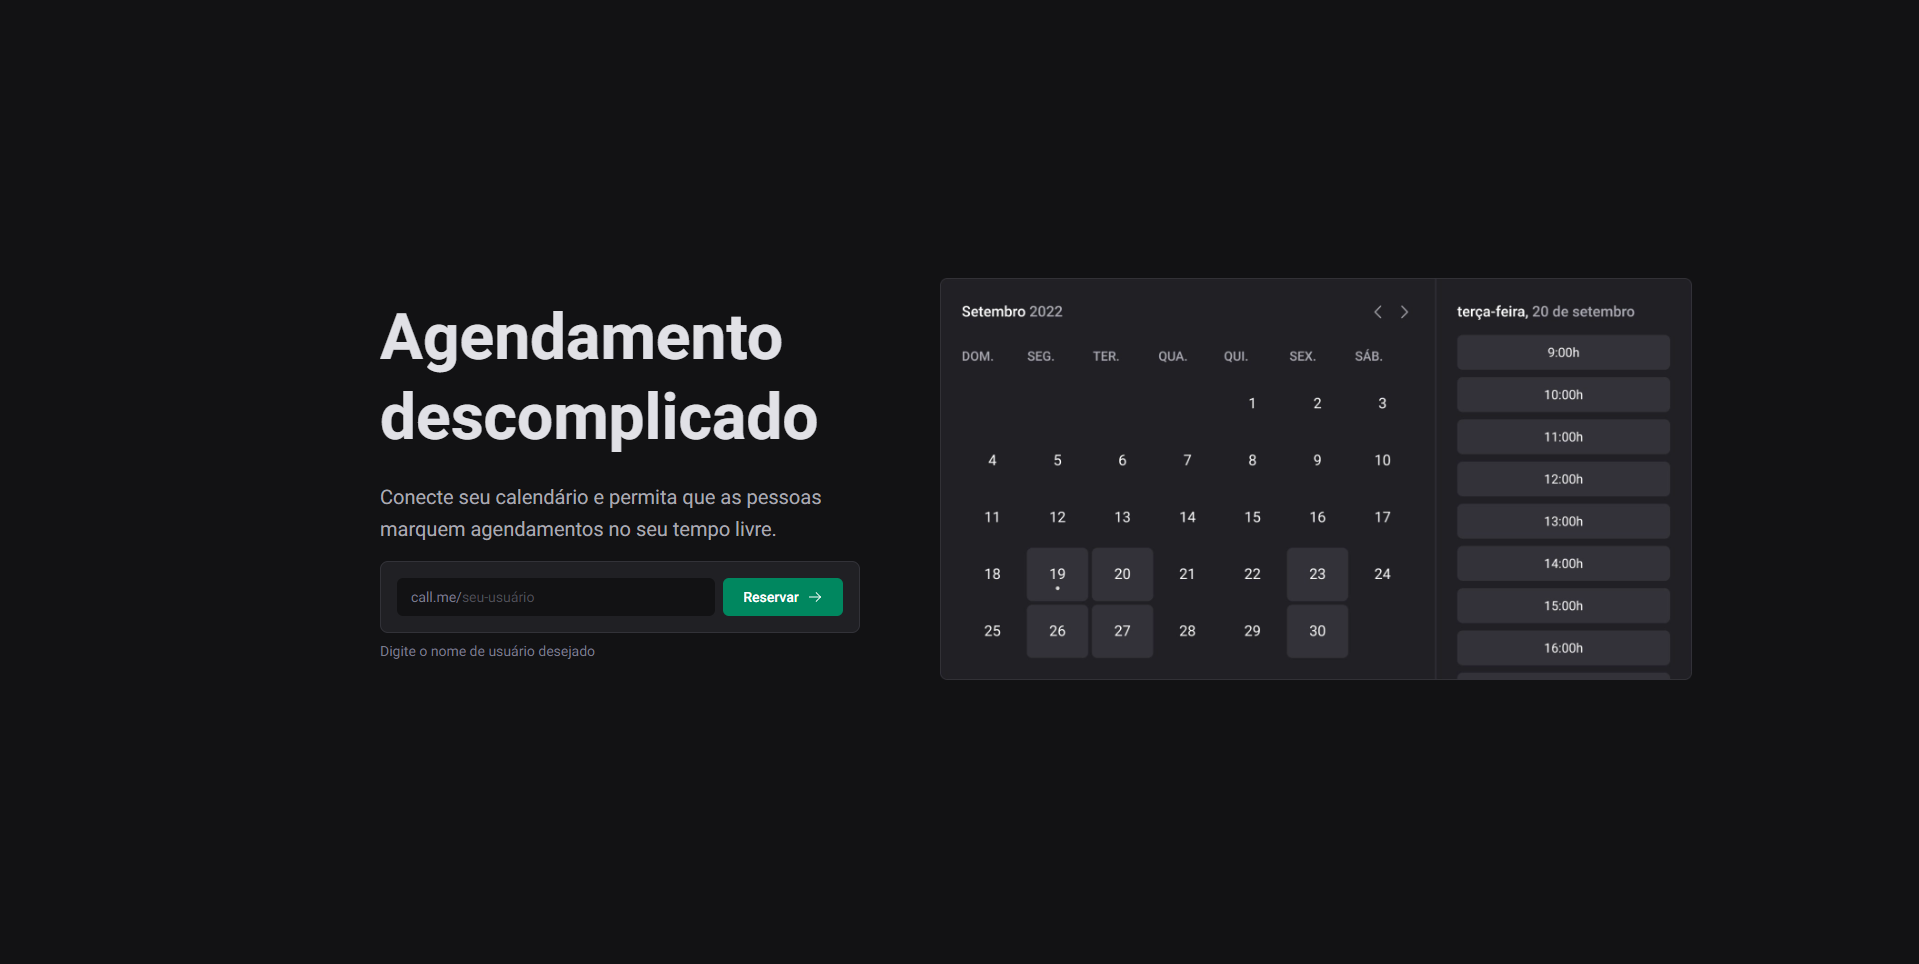 Agendamento
descomplicado
Conecte seu calendário e permita que as pessoas
marquem agendamentos no seu tempo livre.
call.me/seu-usuário
Reservar
Digite o nome de usuário desejado
Setembro 2022
DOM. SEG. TER. QUA. QUI. SEX. SÁB.
1 2 3
4 5 6 7 8 9 10
11 12 13 14 15 16 17
18 19 20 21 22 23 24
25 26 27 28 29 30
terça-feira, 20 de setembro
9:00h
10:00h
11:00h
12:00h
13:00h
14:00h
15:00h
16:00h